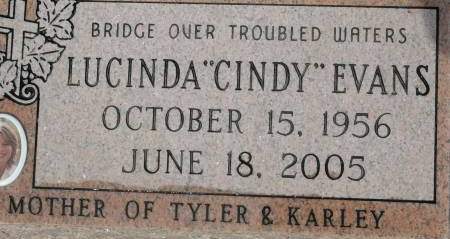 BRIDGE OVER TROUBLED WATERS
LUCINDA "CINDY" EVANS
OCTOBER 15, 1956
JUNE 18, 2005
MOTHER OF TYLER & KARLEY